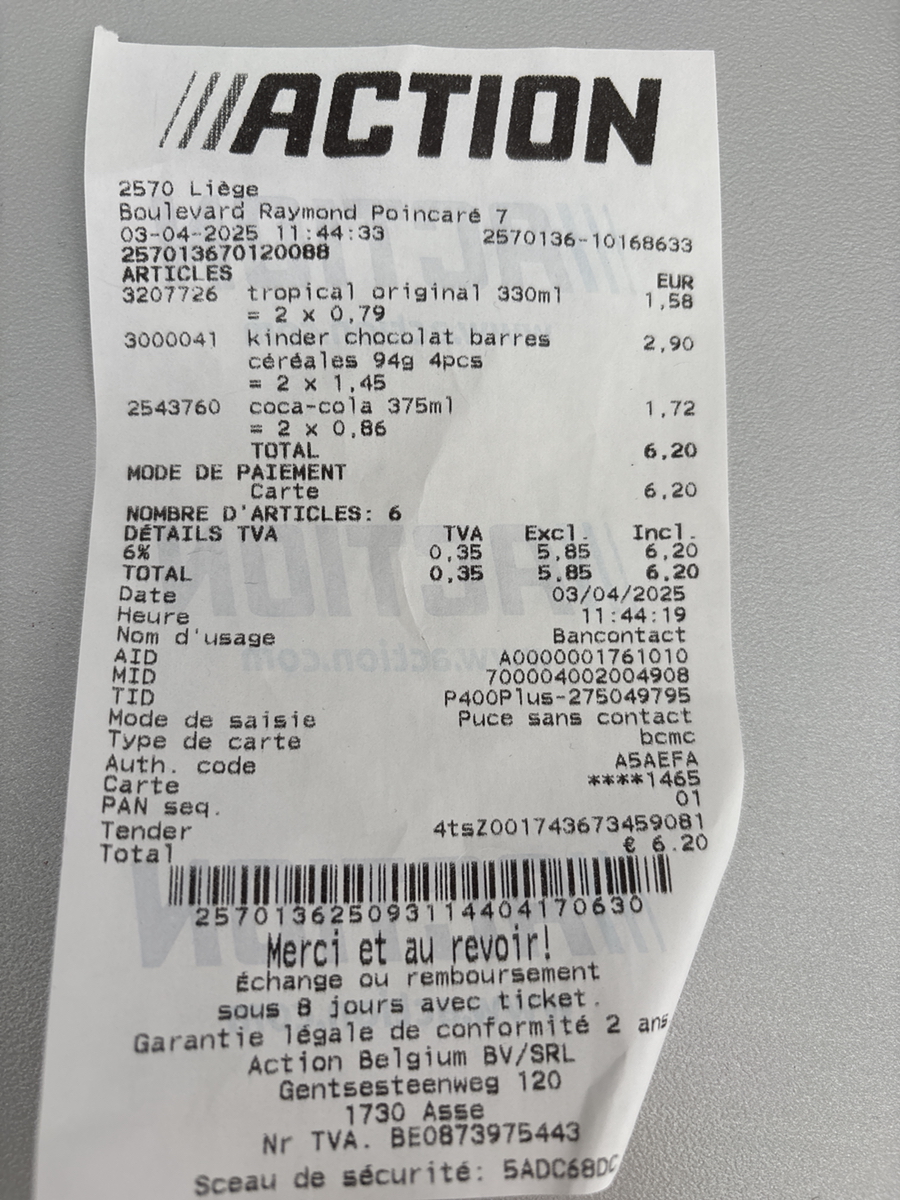 ACTION
2570 Liège
Boulevard Raymond Poincaré 7
03-04-2025 11:44:33 2570136-10168633
257013670120088
ARTICLES EUR
3207726 tropical original 330ml 1,58
= 2 x 0,79
3000041 kinder chocolat barres 2,90
céréales 94g 4pcs
= 2 x 1,45
2543760 coca-cola 375ml 1,72
= 2 x 0,86
TOTAL 6,20
MODE DE PAIEMENT
Carte 6,20
NOMBRE D'ARTICLES: 6
DÉTAILS TVA TVA Excl. Incl.
6% 0,35 5,85 6,20
TOTAL 0,35 5,85 6,20
Date 03/04/2025
Heure 11:44:19
Nom d'usage Bancontact
AID A0000001761010
MID 700004002004908
TID P400Plus-275049795
Mode de saisie Puce sans contact
Type de carte bcmc
Auth. code A5AEFA
Carte ****1465
PAN seq. 01
Tender 4tsZ001743673459081
Total € 6.20
257013625093114404170630
Merci et au revoir!
Échange ou remboursement
sous 8 jours avec ticket.
Garantie légale de conformité 2 ans
Action Belgium BV/SRL
Gentsesteenweg 120
1730 Asse
Nr TVA. BE0873975443
Sceau de sécurité: 5ADC68DC